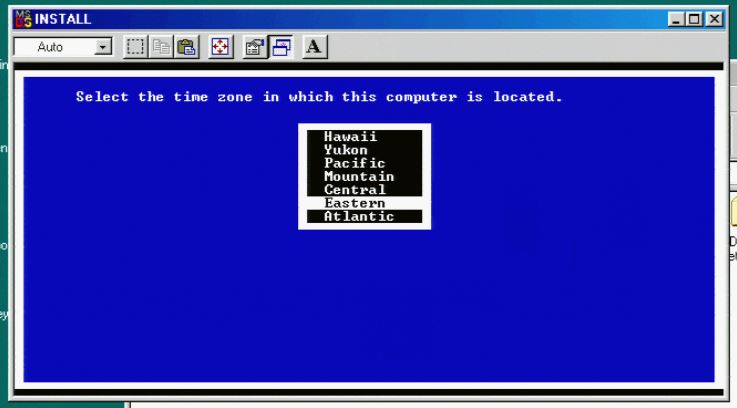 INSTALL
Auto
A
Select the time zone in which this computer is located.
Hawaii
Yukon
Pacific
Mountain
Central
Eastern
Atlantic